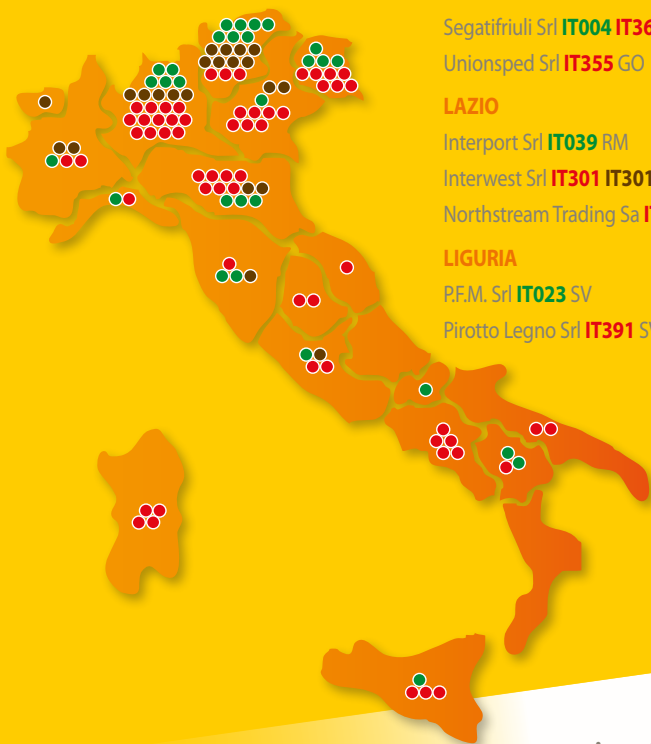 Segatifriuli Srl IT004 IT36
Unionsped Srl IT355 GO
LAZIO
Interport Srl IT039 RM
Interwest Srl IT301 IT301
Northstream Trading Sa
LIGURIA
P.F.M. Srl IT023 SV
Pirotto Legno Srl IT391 SV